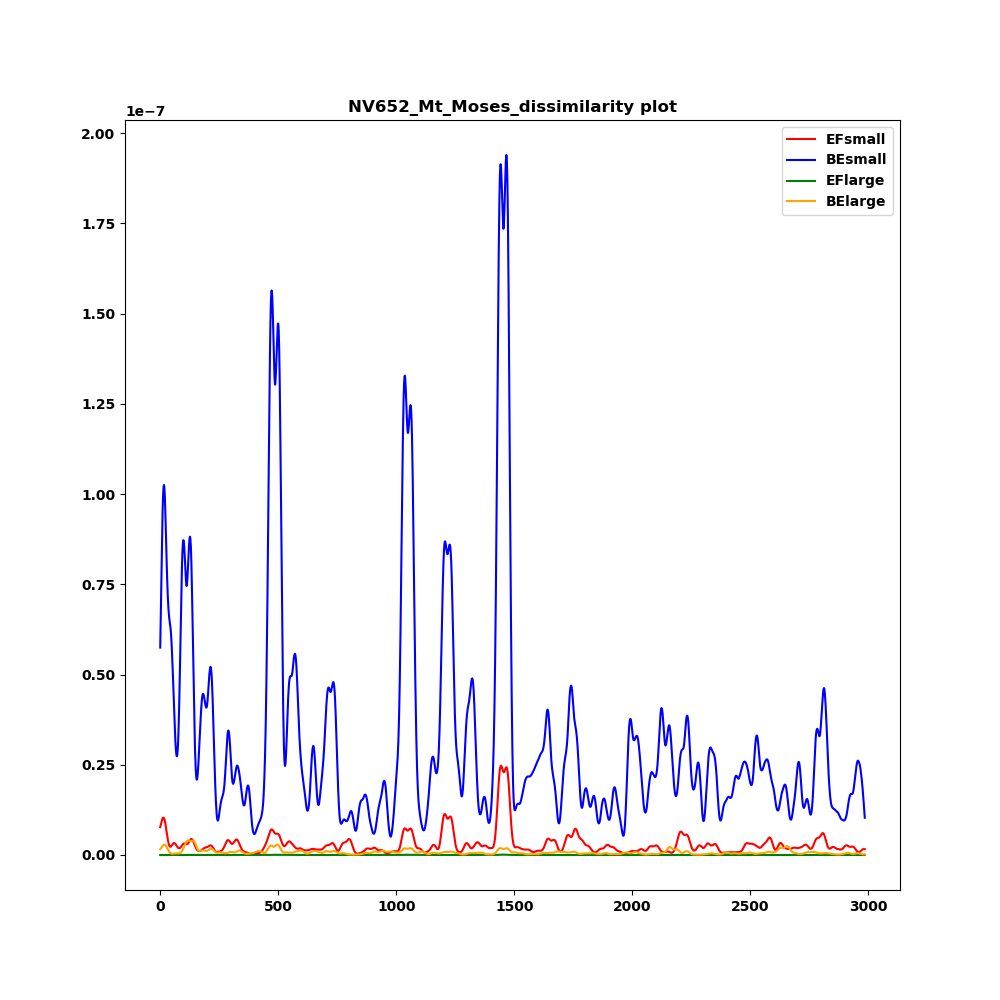 NV652_Mt_Moses_dissimilarity plot
1e−7
2.00
1.75
1.50
1.25
1.00
0.75
0.50
0.25
0.00
0 500 1000 1500 2000 2500 3000
EFsmall
BEsmall
EFlarge
BElarge